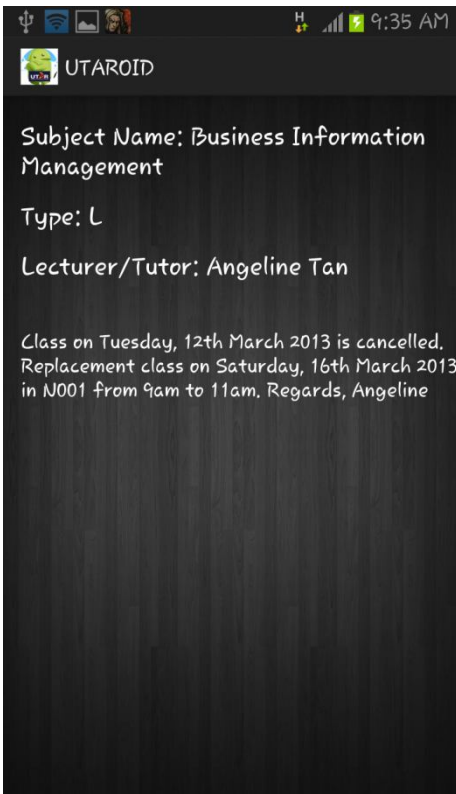 H 9:35 AM
UTAR UTAROID
Subject Name: Business Information
Management
Type: L
Lecturer/Tutor: Angeline Tan
Class on Tuesday, 12th March 2013 is cancelled.
Replacement class on Saturday, 16th March 2013
in N001 from 9am to 11am. Regards, Angeline